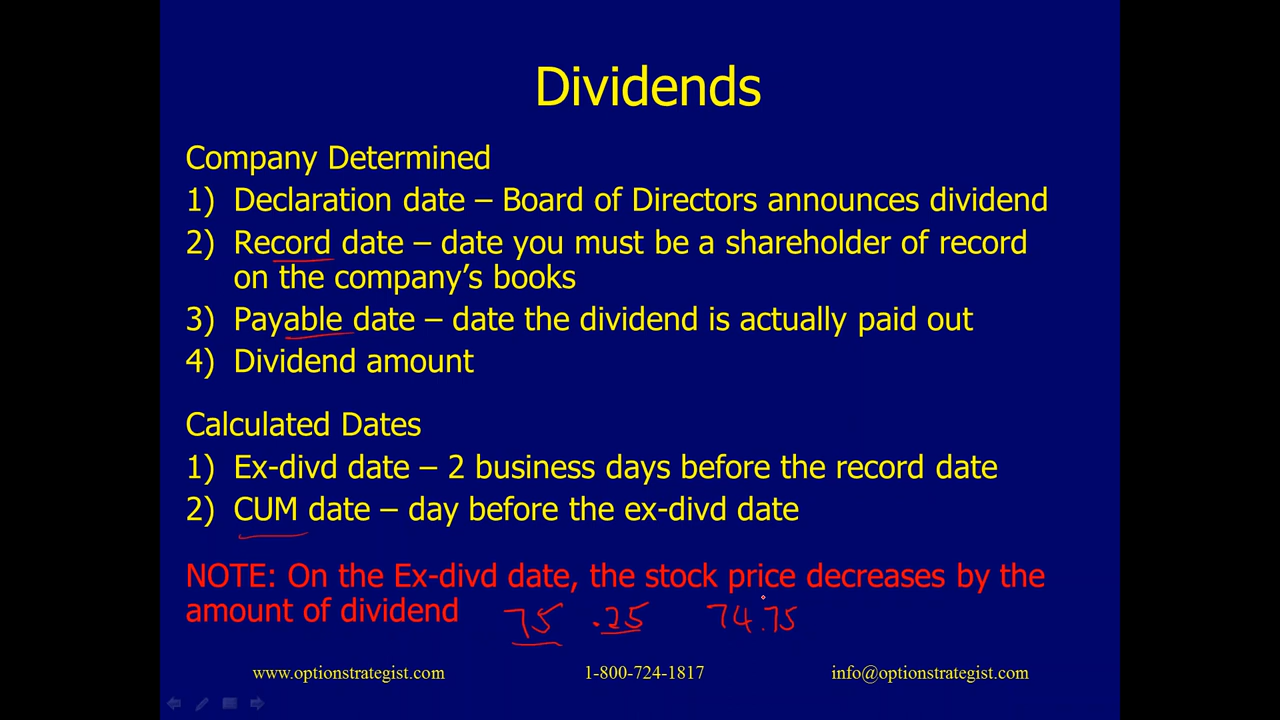 Dividends
Company Determined
1) Declaration date – Board of Directors announces dividend
2) Record date – date you must be a shareholder of record
on the company's books
3) Payable date – date the dividend is actually paid out
4) Dividend amount
Calculated Dates
1) Ex-divd date – 2 business days before the record date
2) CUM date – day before the ex-divd date
NOTE: On the Ex-divd date, the stock price decreases by the
amount of dividend 75 .25 74.75
www.optionstrategist.com 1-800-724-1817 info@optionstrategist.com